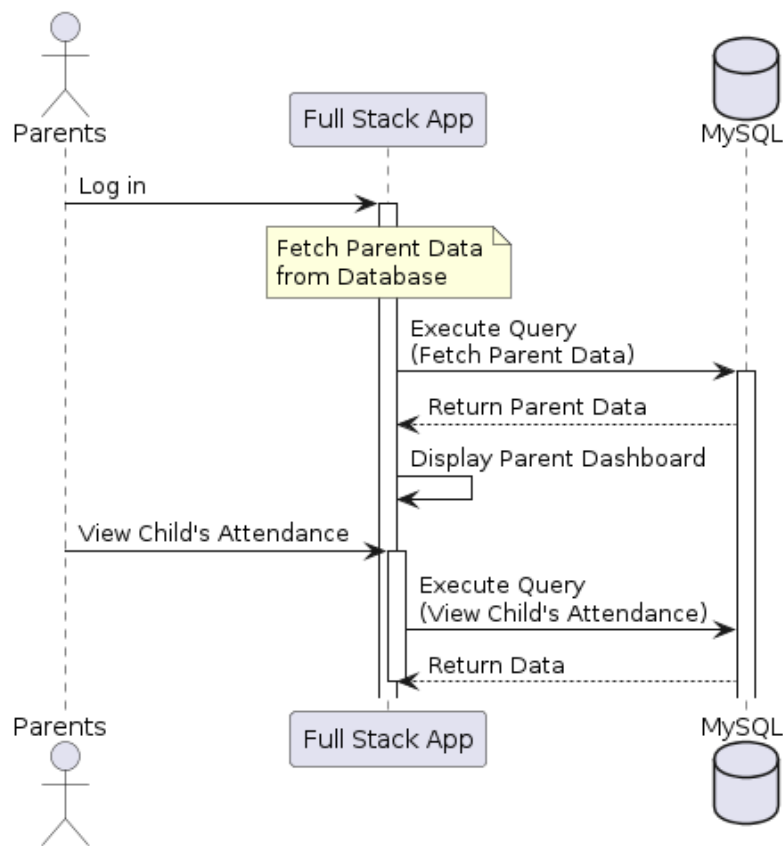 Parents
Full Stack App
MySQL
Log in
Fetch Parent Data
from Database
Execute Query
(Fetch Parent Data)
Return Parent Data
Display Parent Dashboard
View Child's Attendance
Execute Query
(View Child's Attendance)
Return Data
Parents
Full Stack App
MySQL